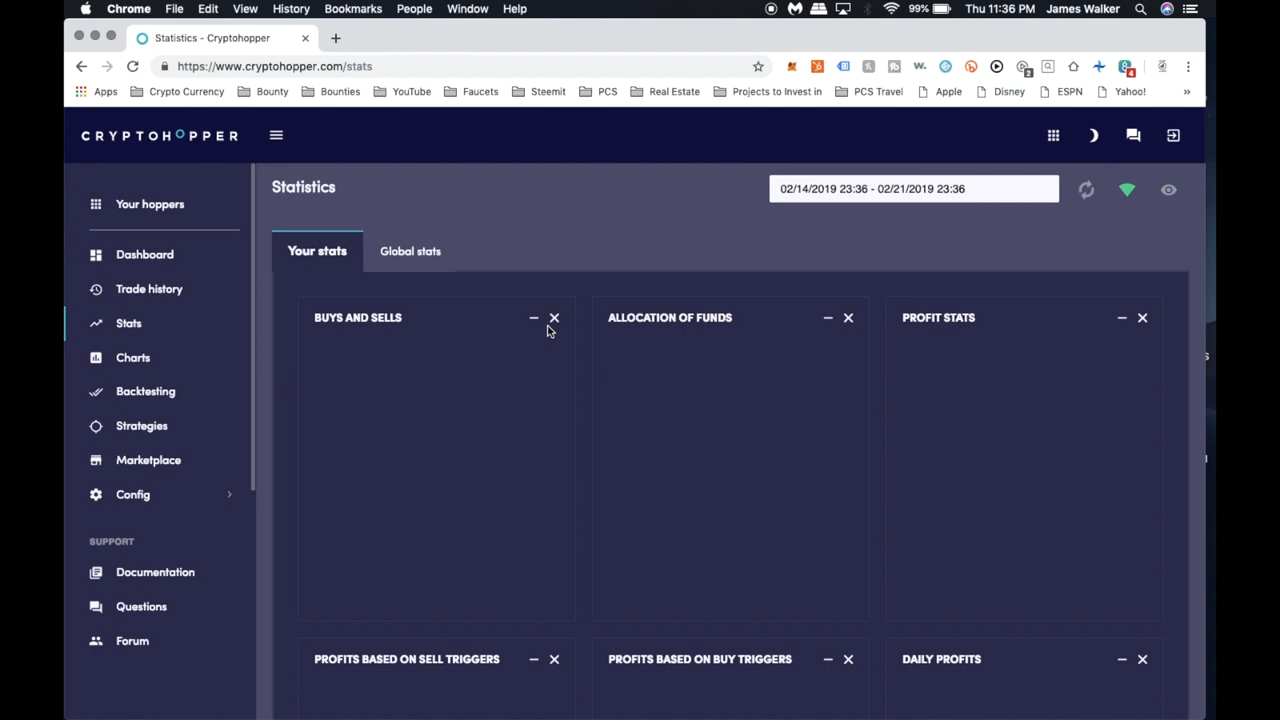 Chrome File Edit View History Bookmarks People Window Help 99% Thu 11:36 PM James Walker
Statistics - Cryptohopper
https://www.cryptohopper.com/stats
Apps Crypto Currency Bounty Bounties YouTube Faucets Steemit PCS Real Estate Projects to Invest in PCS Travel Apple Disney ESPN Yahoo! »
CRYPTOHOPPER
Statistics 02/14/2019 23:36 - 02/21/2019 23:36
Your hoppers
Dashboard
Trade history
Stats
Charts
Backtesting
Strategies
Marketplace
Config
SUPPORT
Documentation
Questions
Forum
Your stats Global stats
BUYS AND SELLS ALLOCATION OF FUNDS PROFIT STATS
PROFITS BASED ON SELL TRIGGERS PROFITS BASED ON BUY TRIGGERS DAILY PROFITS